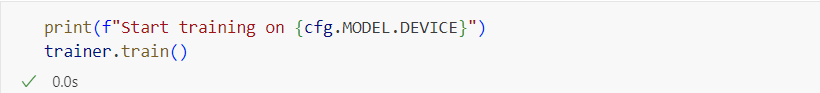 print(f"Start training on {cfg.MODEL.DEVICE}")
trainer.train()
0.0s